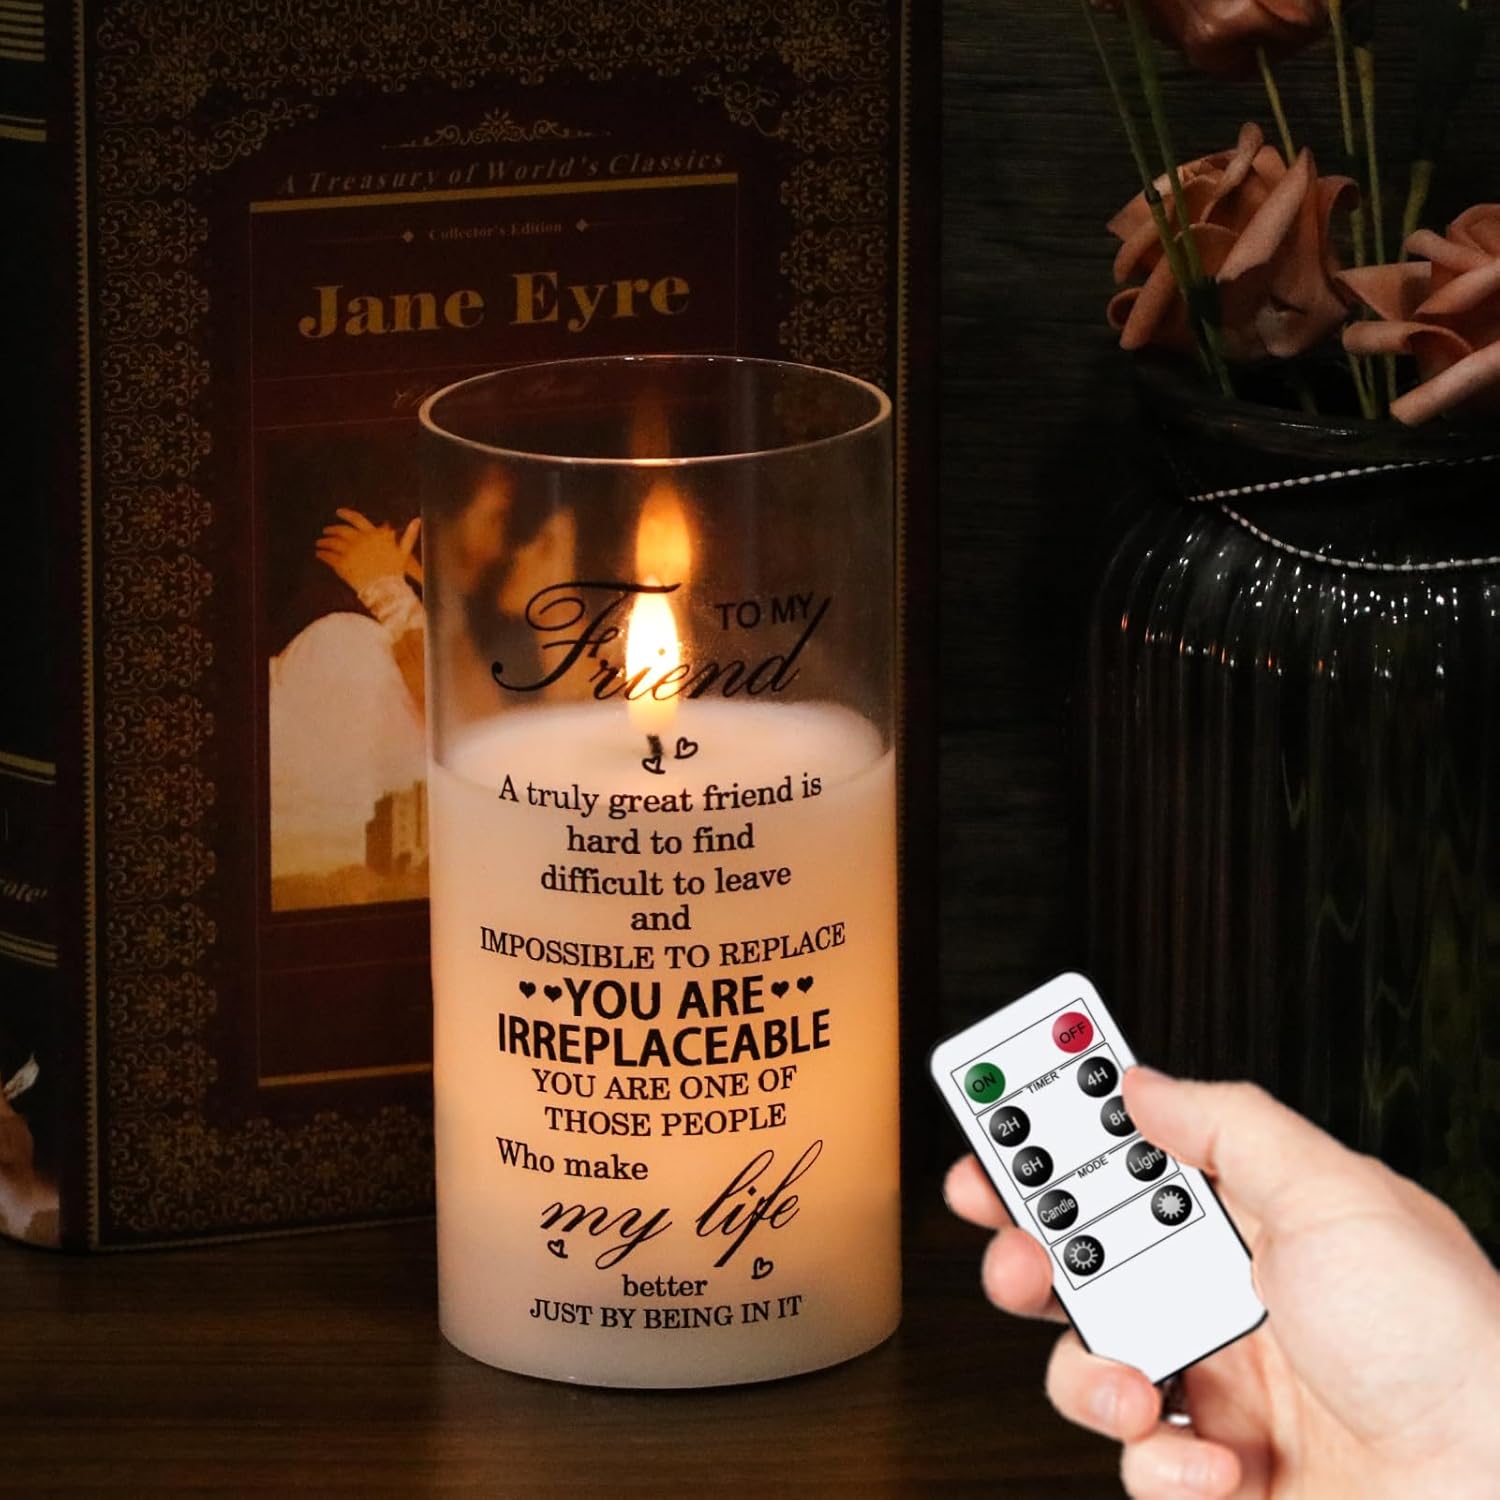 A Treasury of World's Classics
Collector's Edition
Jane Eyre
TO MY
Friend
A truly great friend is
hard to find
difficult to leave
and
IMPOSSIBLE TO REPLACE
YOU ARE
IRREPLACEABLE
YOU ARE ONE OF
THOSE PEOPLE
Who make
my life
better
JUST BY BEING IN IT
ON
OFF
TIMER
2H
4H
6H
8H
MODE
Candle
Light